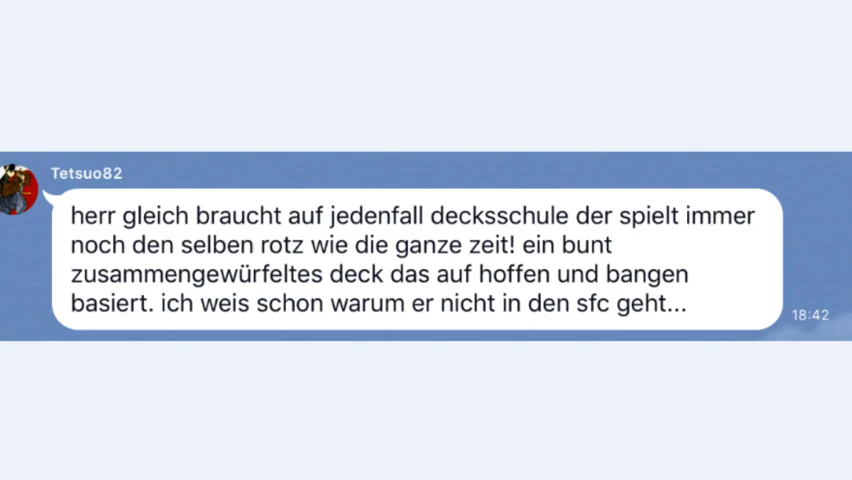 Tetsuo82
herr gleich braucht auf jedenfall decksschule der spielt immer
noch den selben rotz wie die ganze zeit! ein bunt
zusammengewürfeltes deck das auf hoffen und bangen
basiert. ich weis schon warum er nicht in den sfc geht...
18:42